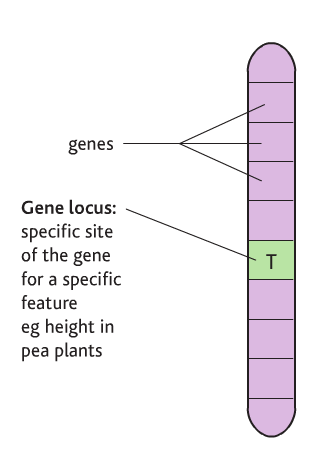 genes
Gene locus:
specific site
of the gene
for a specific
feature
eg height in
pea plants
T